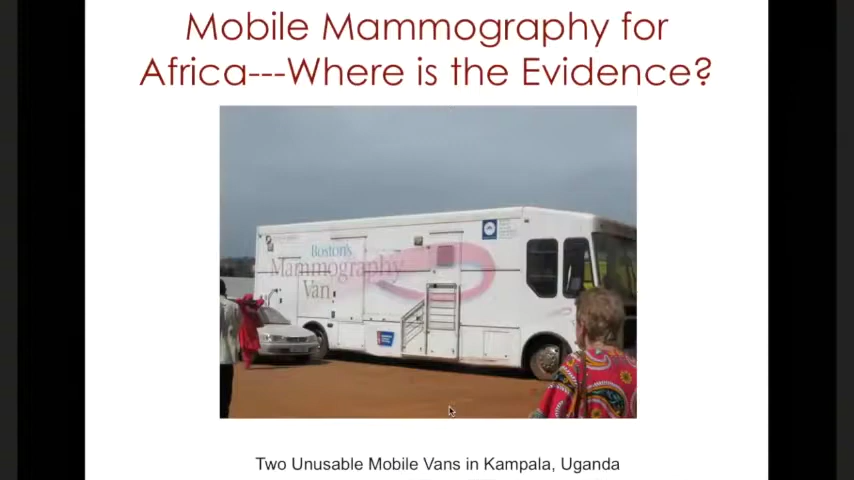 Mobile Mammography for
Africa---Where is the Evidence?
Boston's
Mammography
Van
Two Unusable Mobile Vans in Kampala, Uganda